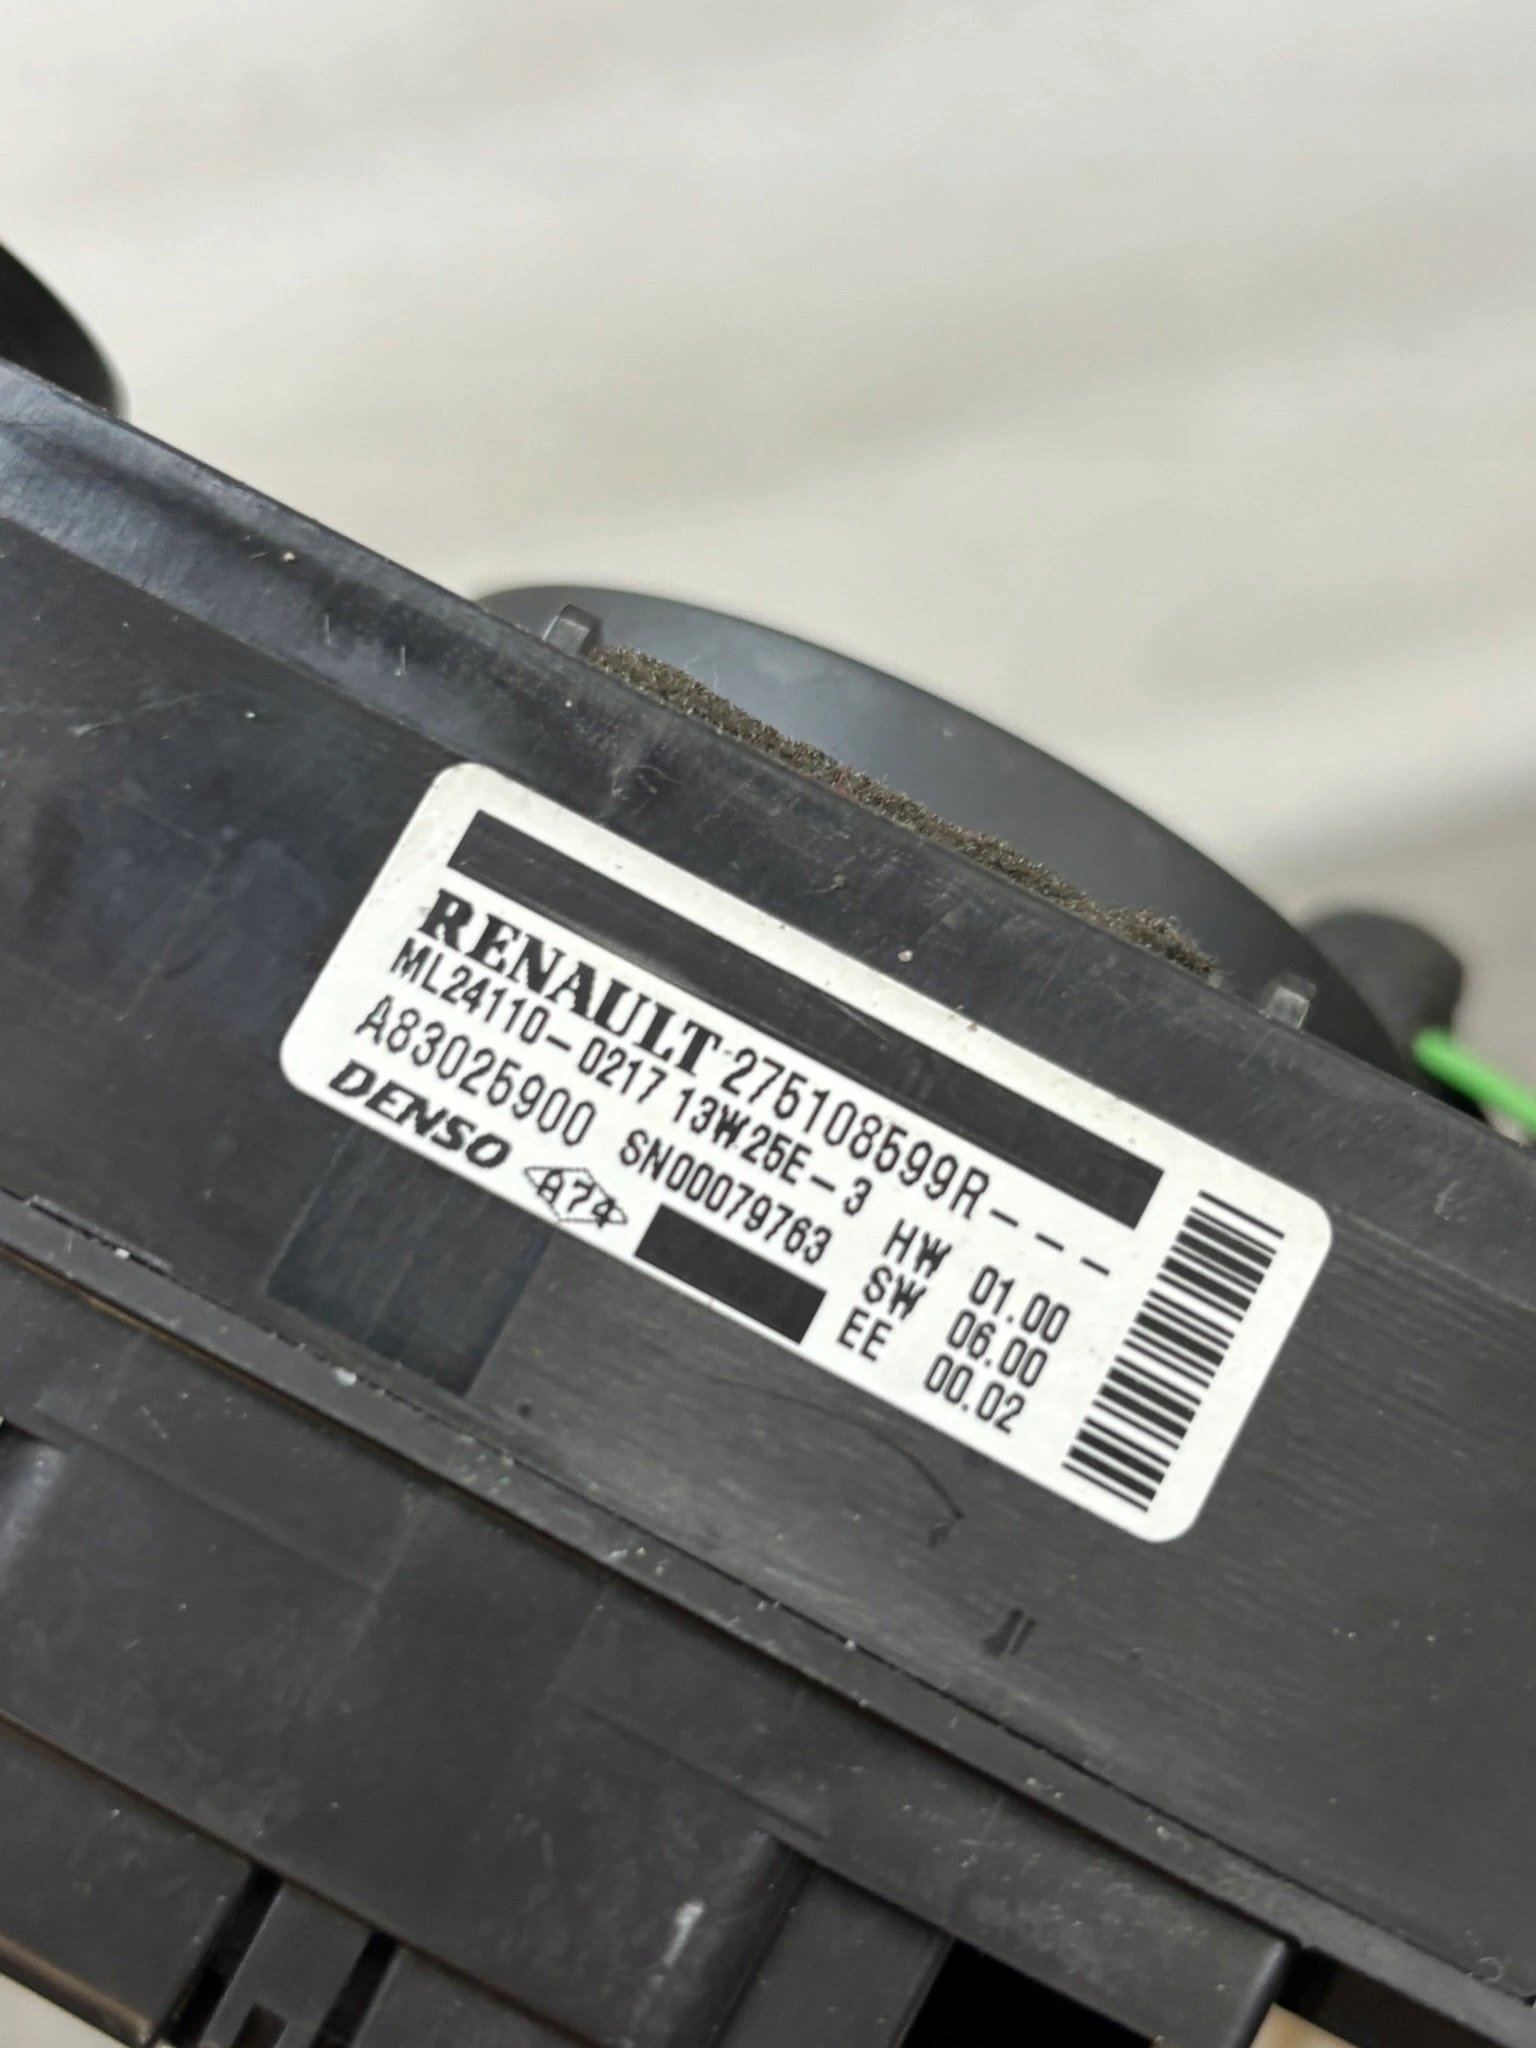 RENAULT 275108599R---
ML24110-0217 13W25E-3 HW 01.00
A83025900 SN00079763 SW 06.00
DENSO A74 EE 00.02